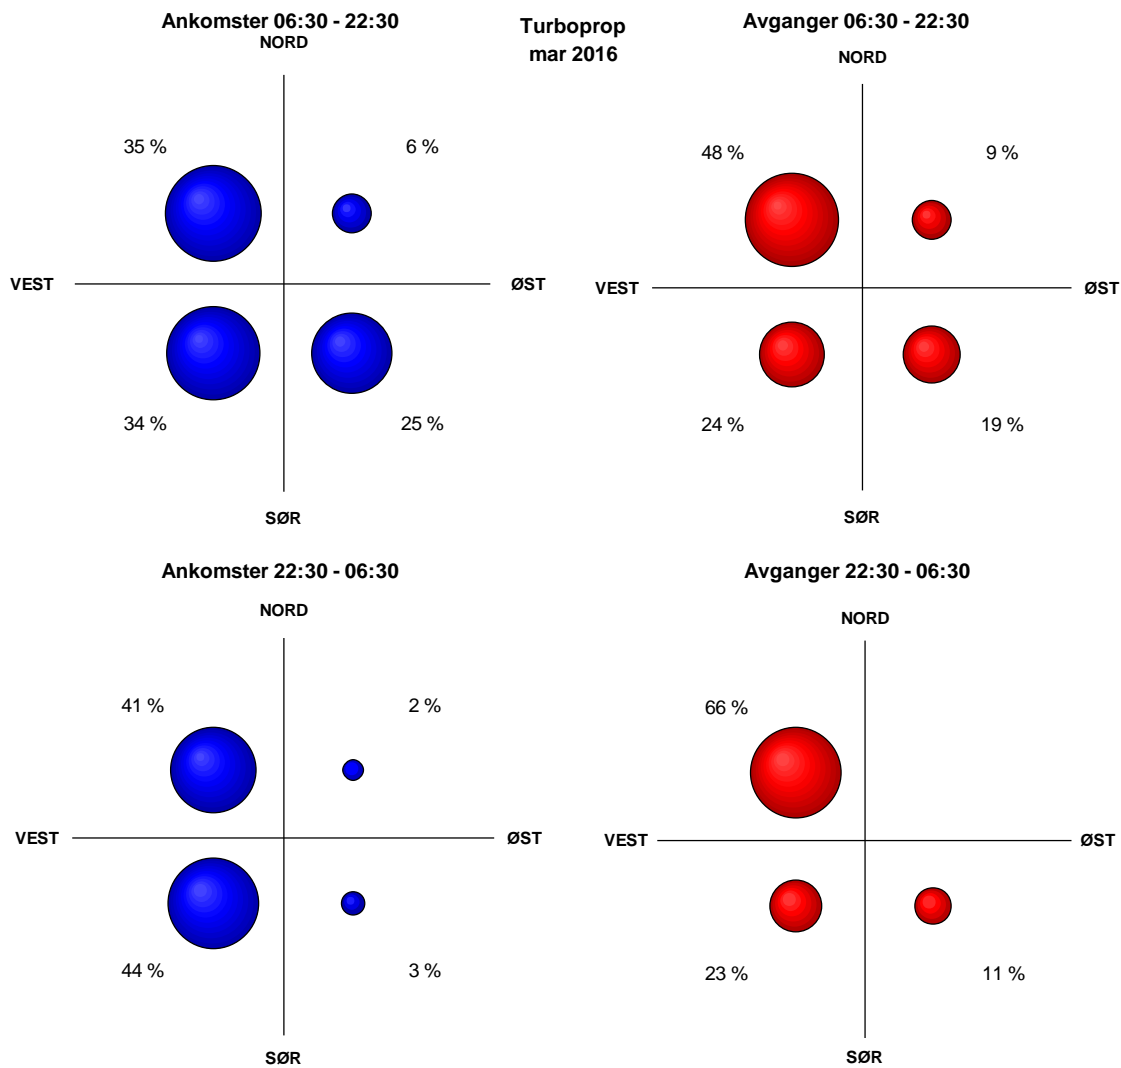 Ankomster 06:30 - 22:30
NORD
35 %
6 %
VEST
ØST
34 %
25 %
SØR
Turboprop
mar 2016
Avganger 06:30 - 22:30
NORD
48 %
9 %
VEST
ØST
24 %
19 %
SØR
Ankomster 22:30 - 06:30
NORD
41 %
2 %
VEST
ØST
44 %
3 %
SØR
Avganger 22:30 - 06:30
NORD
66 %
VEST
ØST
23 %
11 %
SØR